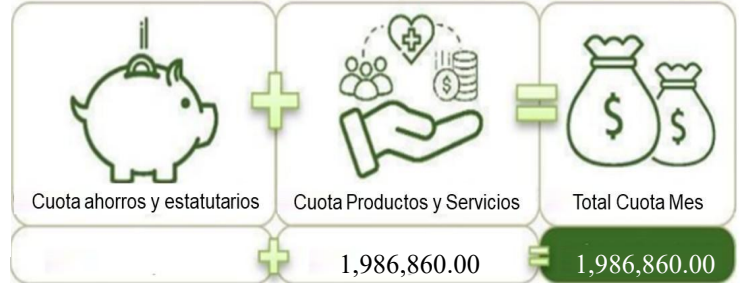 Cuota ahorros y estatutarios
Cuota Productos y Servicios
Total Cuota Mes
+ 1,986,860.00 = 1,986,860.00